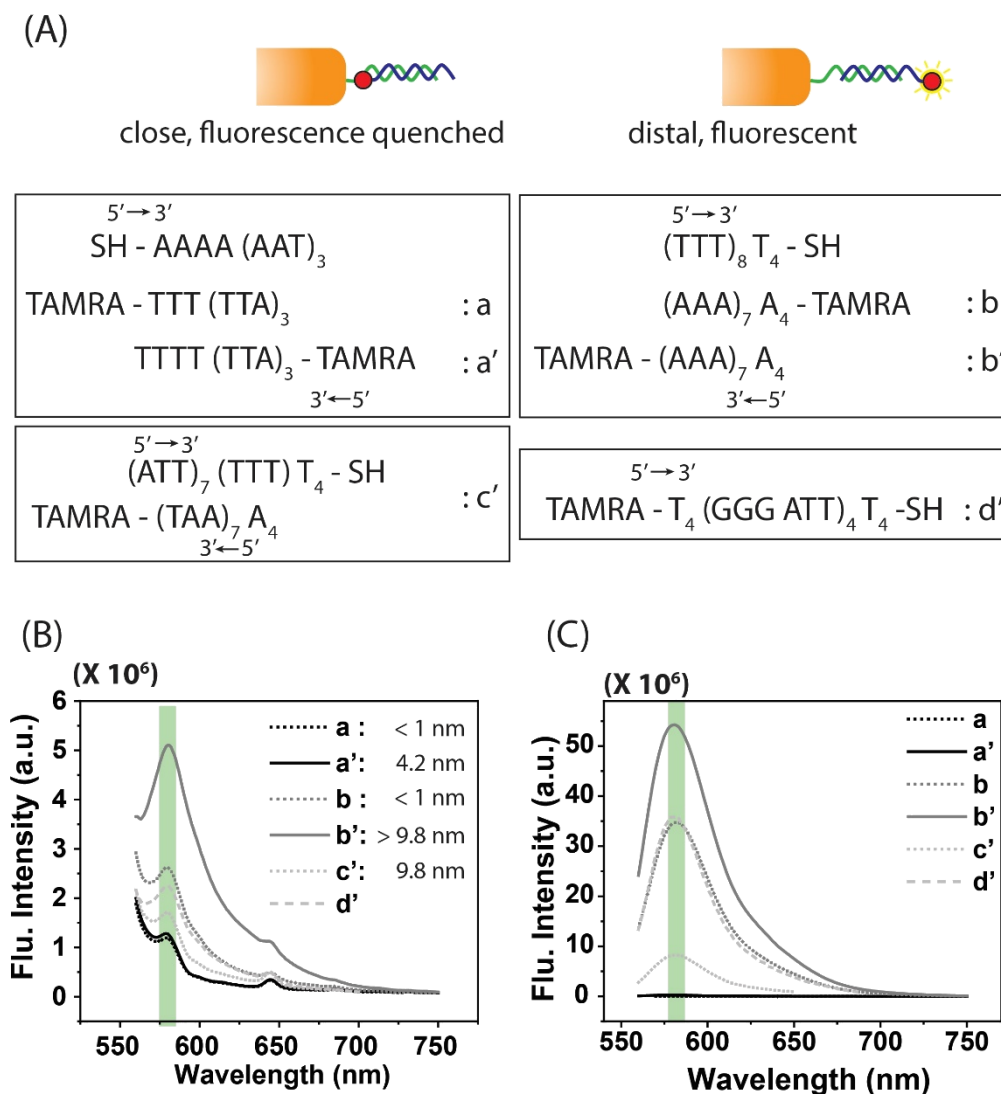 (A)
close, fluorescence quenched
distal, fluorescent
5’→3’
SH - AAAA (AAT)₃
TAMRA - TTT (TTA)₃ : a
TTTT (TTA)₃ - TAMRA : a’
3’←5’
5’→3’
(TTT)₈ T₄ - SH
(AAA)₇ A₄ - TAMRA : b
TAMRA - (AAA)₇ A₄ : b’
3’←5’
5’→3’
(ATT)₇ (TTT) T₄ - SH
TAMRA - (TAA)₇ A₄
: c’
3’←5’
5’→3’
TAMRA - T₄ (GGG ATT)₄ T₄ -SH : d’
(B)
(X 10⁶)
Flu. Intensity (a.u.)
6
5
4
3
2
1
0
a : < 1 nm
a’: 4.2 nm
b : < 1 nm
b’: > 9.8 nm
c’: 9.8 nm
d’
550 600 650 700 750
Wavelength (nm)
(C)
(X 10⁶)
Flu. Intensity (a.u.)
50
40
30
20
10
0
a
a’
b
b’
c’
d’
550 600 650 700 750
Wavelength (nm)